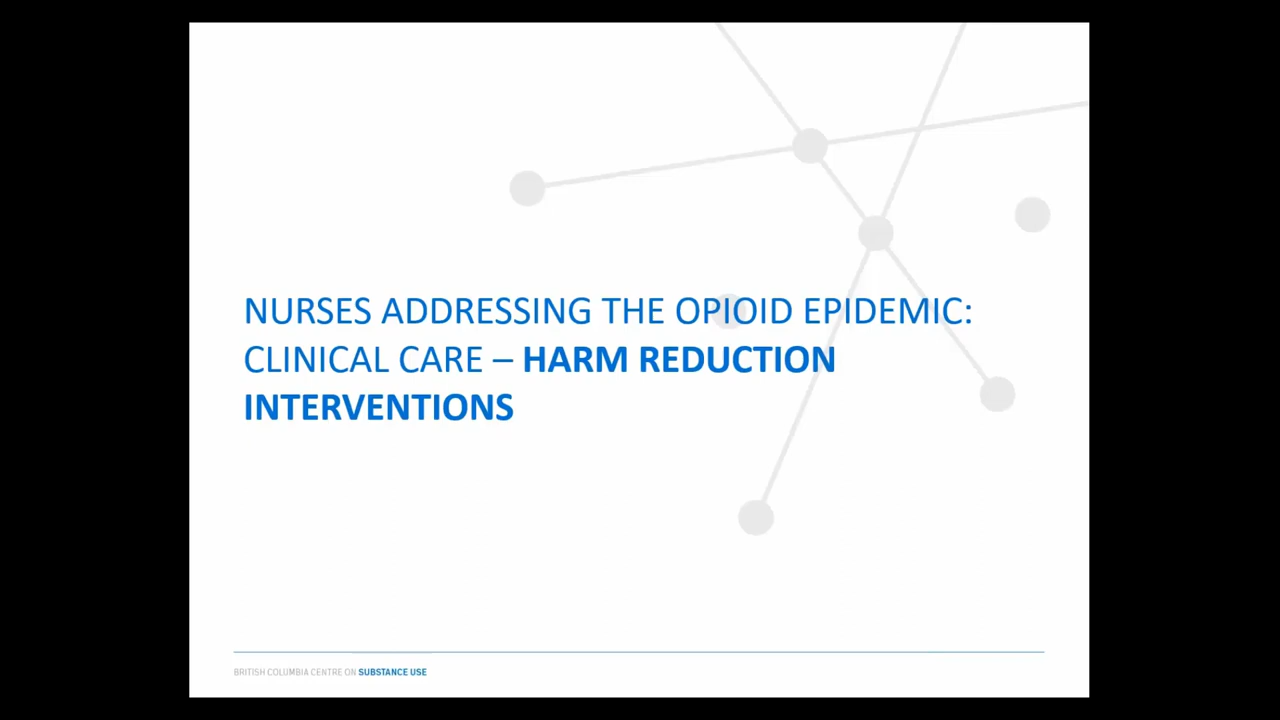 NURSES ADDRESSING THE OPIOID EPIDEMIC:
CLINICAL CARE – HARM REDUCTION
INTERVENTIONS
BRITISH COLUMBIA CENTRE ON SUBSTANCE USE